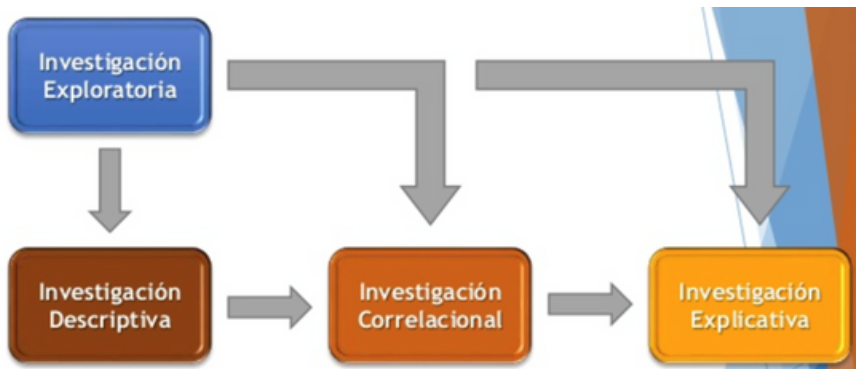 Investigación
Exploratoria
Investigación
Descriptiva
Investigación
Correlacional
Investigación
Explicativa